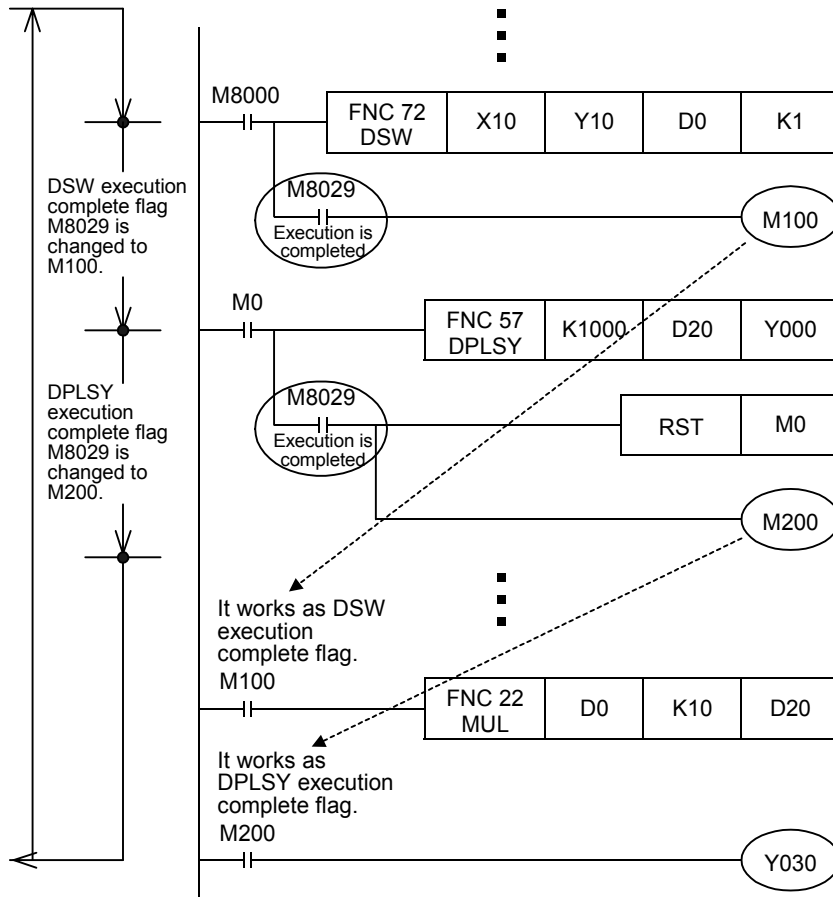 M8000
FNC 72 X10 Y10 D0 K1
DSW
DSW execution
complete flag
M8029 is
changed to
M100.
M8029
Execution is
completed
M100
M0
FNC 57 K1000 D20 Y000
DPLSY
DPLSY
execution
complete flag
M8029 is
changed to
M200.
M8029
Execution is
completed
RST M0
M200
It works as DSW
execution
complete flag.
M100
FNC 22 D0 K10 D20
MUL
It works as
DPLSY execution
complete flag.
M200
Y030